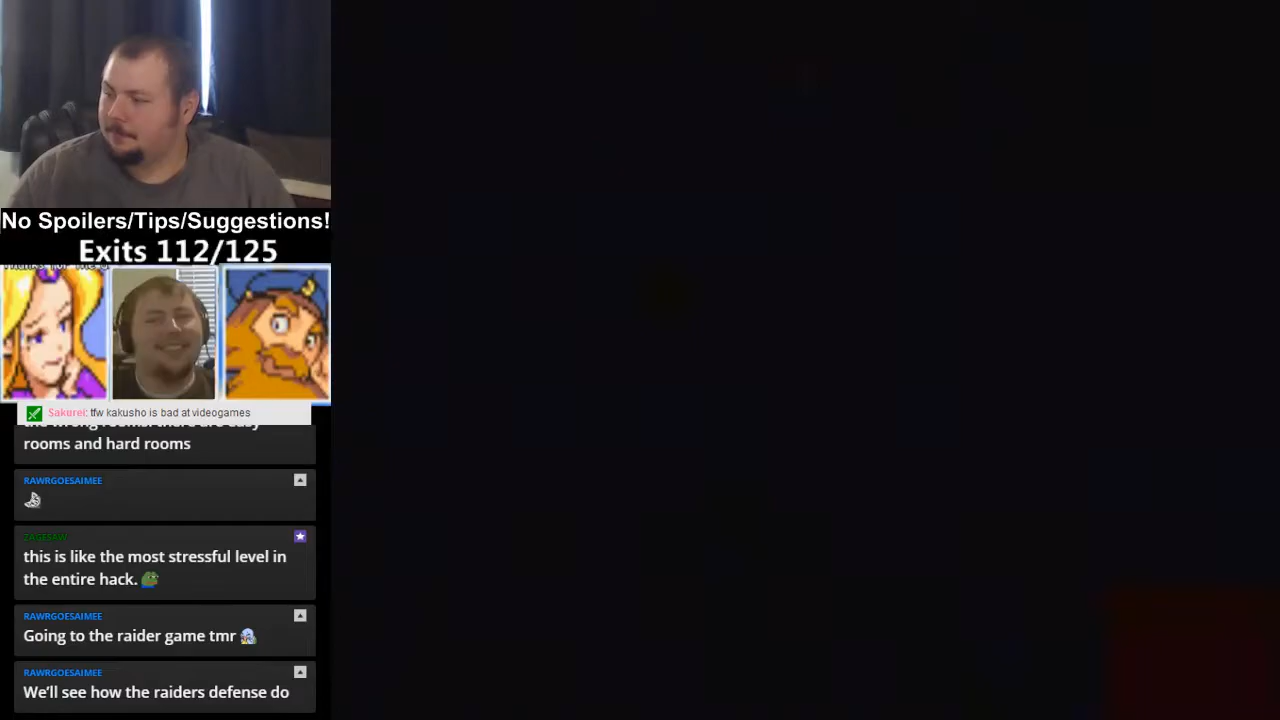 No Spoilers/Tips/Suggestions!
Exits 112/125
Sakurei: tfw kakusho is bad at videogames
rooms and hard rooms
RAWRGOESAIMEE
ZAGESAW
this is like the most stressful level in
the entire hack.
RAWRGOESAIMEE
Going to the raider game tmr
RAWRGOESAIMEE
We'll see how the raiders defense do